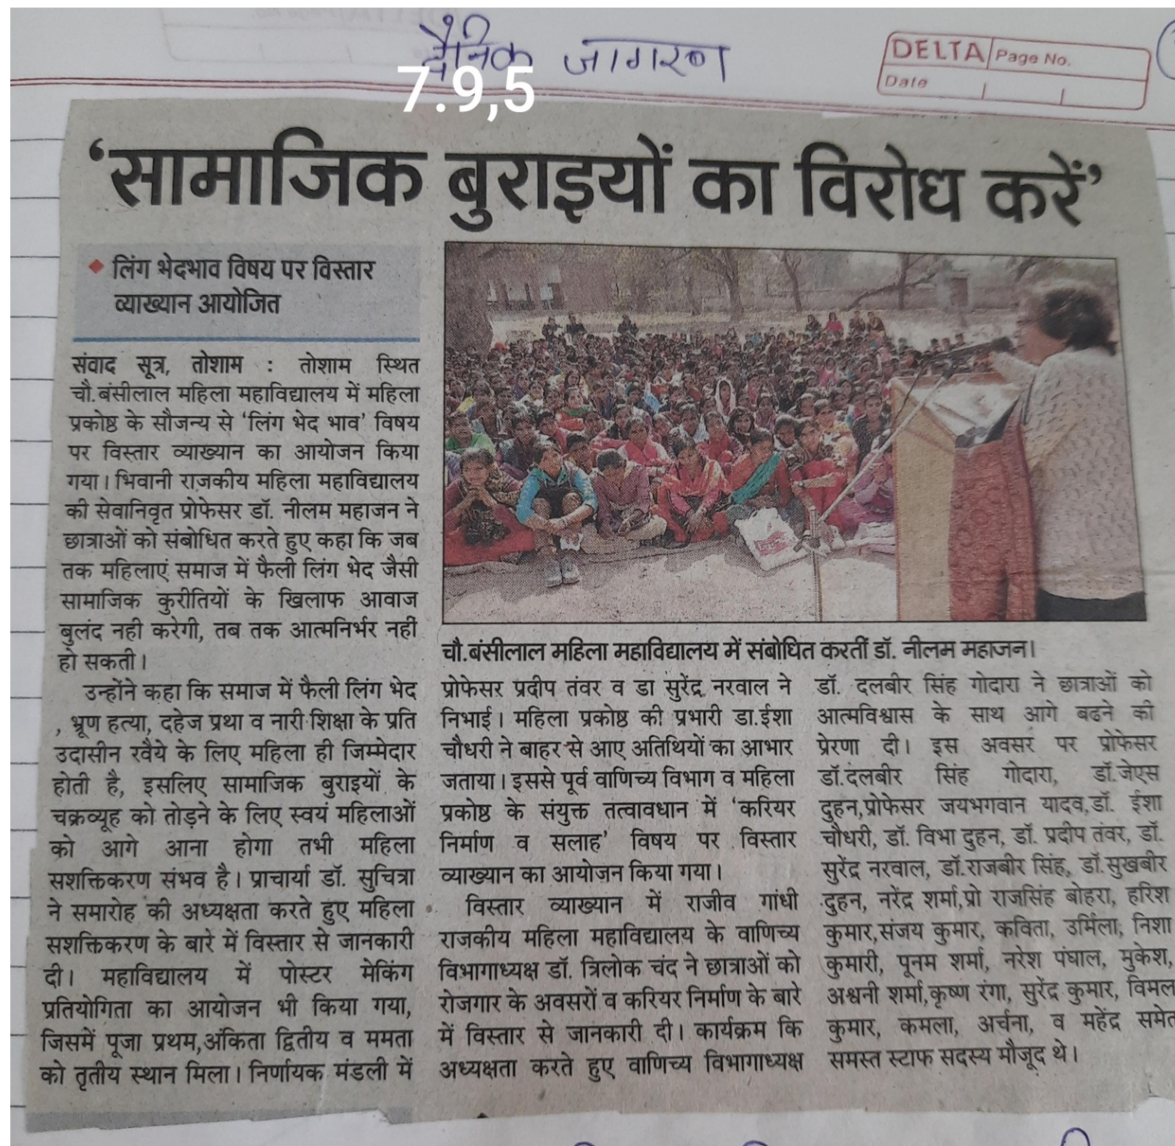 दैनिक जागरण
7.9,5
DELTA Page No.
Date
‘सामाजिक बुराइयों का विरोध करें’
लिंग भेदभाव विषय पर विस्तार
व्याख्यान आयोजित
संवाद सूत्र, तोशाम : तोशाम स्थित
चौ.बंसीलाल महिला महाविद्यालय में महिला
प्रकोष्ठ के सौजन्य से ‘लिंग भेद भाव’ विषय
पर विस्तार व्याख्यान का आयोजन किया
गया। भिवानी राजकीय महिला महाविद्यालय
की सेवानिवृत प्रोफेसर डॉ. नीलम महाजन ने
छात्राओं को संबोधित करते हुए कहा कि जब
तक महिलाएं समाज में फैली लिंग भेद जैसी
सामाजिक कुरीतियों के खिलाफ आवाज
बुलंद नही करेगी, तब तक आत्मनिर्भर नहीं
हो सकती।
उन्होंने कहा कि समाज में फैली लिंग भेद
, भ्रूण हत्या, दहेज प्रथा व नारी शिक्षा के प्रति
उदासीन रवैये के लिए महिला ही जिम्मेदार
होती है, इसलिए सामाजिक बुराइयों के
चक्रव्यूह को तोड़ने के लिए स्वयं महिलाओं
को आगे आना होगा तभी महिला
सशक्तिकरण संभव है। प्राचार्या डॉ. सुचित्रा
ने समारोह की अध्यक्षता करते हुए महिला
सशक्तिकरण के बारे में विस्तार से जानकारी
दी। महाविद्यालय में पोस्टर मेकिंग
प्रतियोगिता का आयोजन भी किया गया,
जिसमें पूजा प्रथम,अंकिता द्वितीय व ममता
को तृतीय स्थान मिला। निर्णायक मंडली में
चौ.बंसीलाल महिला महाविद्यालय में संबोधित करतीं डॉ. नीलम महाजन।
प्रोफेसर प्रदीप तंवर व डा सुरेंद्र नरवाल ने
निभाई। महिला प्रकोष्ठ की प्रभारी डा.ईशा
चौधरी ने बाहर से आए अतिथियों का आभार
जताया। इससे पूर्व वाणिज्य विभाग व महिला
प्रकोष्ठ के संयुक्त तत्वावधान में ‘करियर
निर्माण व सलाह’ विषय पर विस्तार
व्याख्यान का आयोजन किया गया।
विस्तार व्याख्यान में राजीव गांधी
राजकीय महिला महाविद्यालय के वाणिज्य
विभागाध्यक्ष डॉ. त्रिलोक चंद ने छात्राओं को
रोजगार के अवसरों व करियर निर्माण के बारे
में विस्तार से जानकारी दी। कार्यक्रम कि
अध्यक्षता करते हुए वाणिज्य विभागाध्यक्ष
डॉ. दलबीर सिंह गोदारा ने छात्राओं को
आत्मविश्वास के साथ आगे बढने की
प्रेरणा दी। इस अवसर पर प्रोफेसर
डॉ.दलबीर सिंह गोदारा, डॉ.जेएस
दुहन,प्रोफेसर जयभगवान यादव,डॉ. ईशा
चौधरी, डॉ. विभा दुहन, डॉ. प्रदीप तंवर, डॉ.
सुरेंद्र नरवाल, डॉ.राजबीर सिंह, डॉ.सुखबीर
दुहन, नरेंद्र शर्मा,प्रो राजसिंह बोहरा, हरिश
कुमार,संजय कुमार, कविता, उर्मिला, निशा
कुमारी, पूनम शर्मा, नरेश पंघाल, मुकेश,
अश्वनी शर्मा,कृष्ण रंगा, सुरेंद्र कुमार, विमल
कुमार, कमला, अर्चना, व महेंद्र समेत
समस्त स्टाफ सदस्य मौजूद थे।